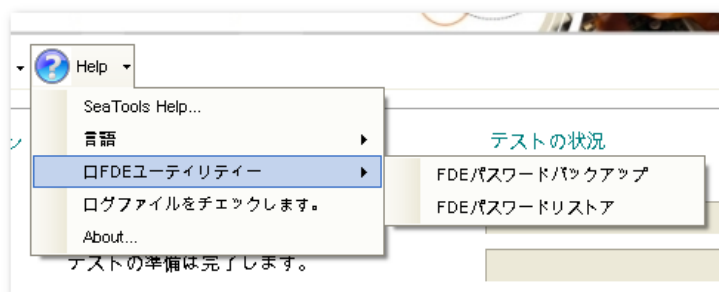 Help
SeaTools Help...
言語
テストの状況
口FDEユーティリティー
FDEパスワードバックアップ
ログファイルをチェックします。
FDEパスワードリストア
About...
テストの準備は完了します。